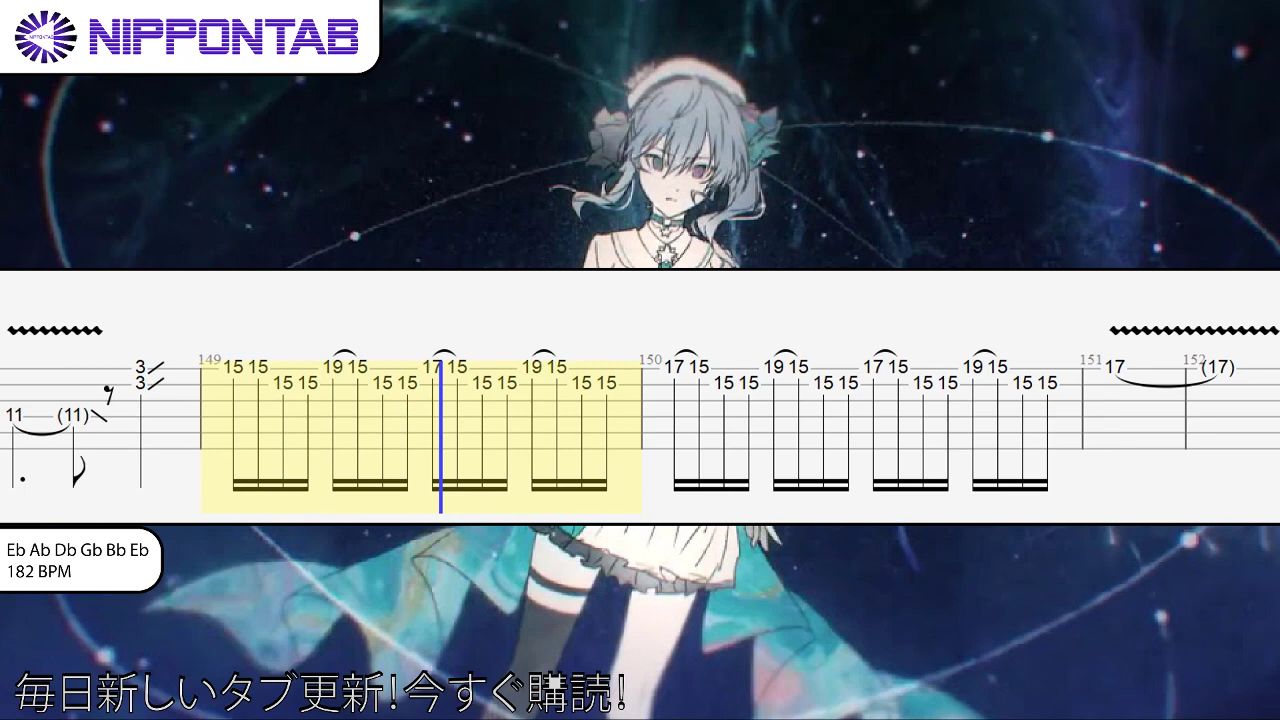 NIPPONTAB
3
3
149 15 15 19 15 17 15 19 15 150 17 15 19 15 17 15 19 15 151 17 152 (17)
15 15 15 15 15 15 15 15 15 15 15 15 15 15 15 15
11 (11)
Eb Ab Db Gb Bb Eb
182 BPM
毎日新しいタブ更新！今すぐ購読！